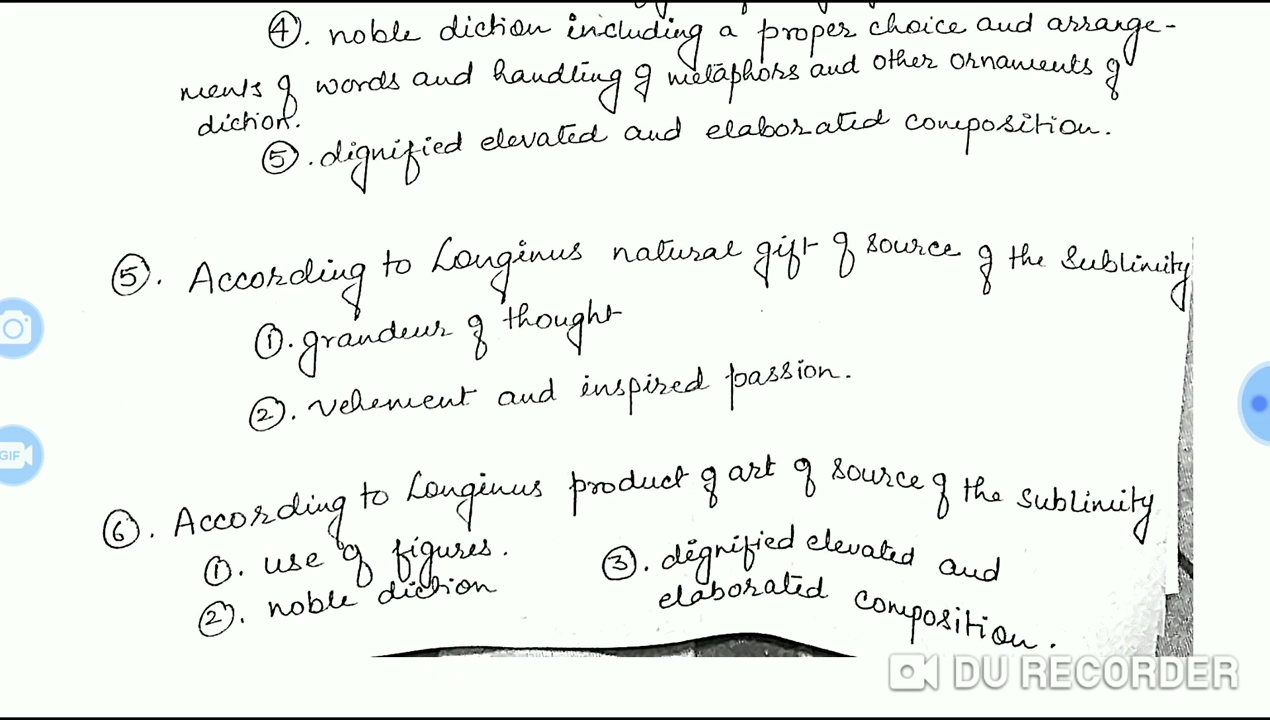 ④. noble diction including a proper choice and arrange-
ments of words and handling of metaphors and other ornaments of
diction.
⑤. dignified elevated and elaborated composition.
⑤. According to Longinus natural gift of source of the Sublimity
①. grandeur of thought
②. vehement and inspired passion.
⑥. According to Longinus product of art of source of the sublimity
①. use of figures.
②. noble diction
③. dignified elevated and
elaborated composition.
GIF
DU RECORDER